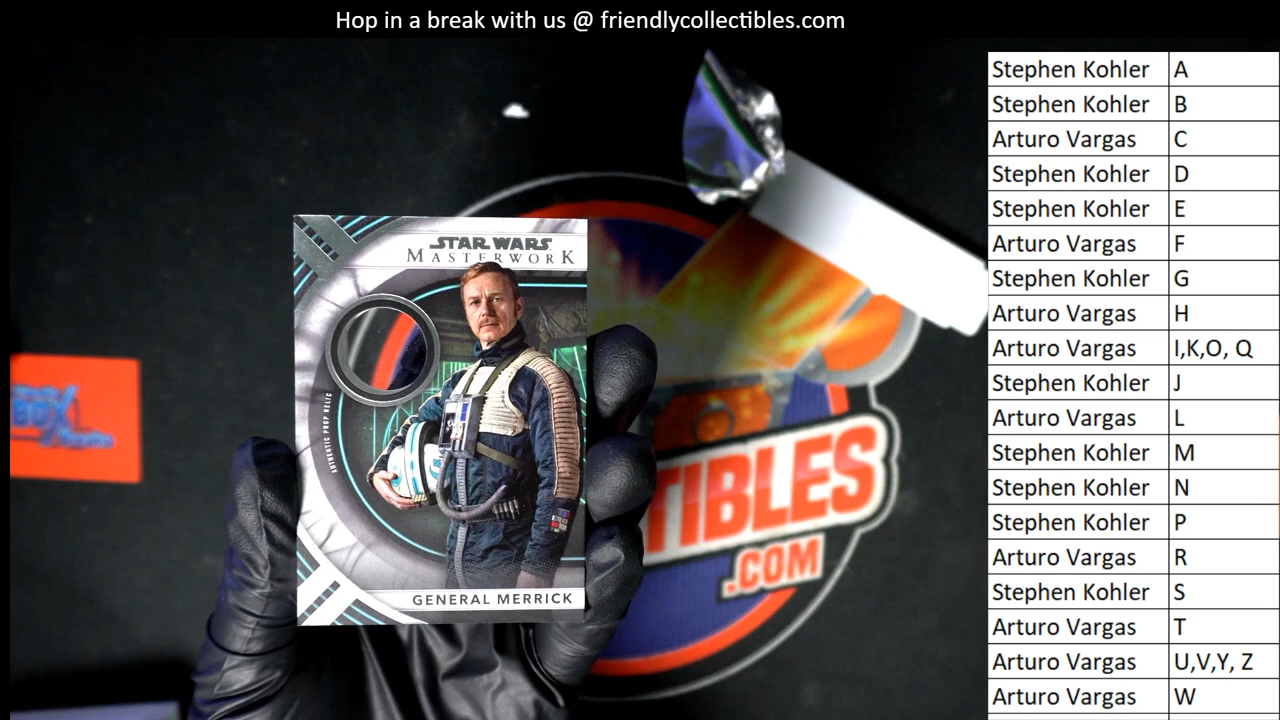 Hop in a break with us @ friendlycollectibles.com
Stephen Kohler A
Stephen Kohler B
Arturo Vargas C
Stephen Kohler D
Stephen Kohler E
Arturo Vargas F
Stephen Kohler G
Arturo Vargas H
Arturo Vargas I,K,O, Q
Stephen Kohler J
Arturo Vargas L
Stephen Kohler M
Stephen Kohler N
Stephen Kohler P
Arturo Vargas R
Stephen Kohler S
Arturo Vargas T
Arturo Vargas U,V,Y, Z
Arturo Vargas W
STAR WARS
MASTERWORK
AUTHENTIC PROP RELIC
GENERAL MERRICK
TIBLES
.COM
BOX